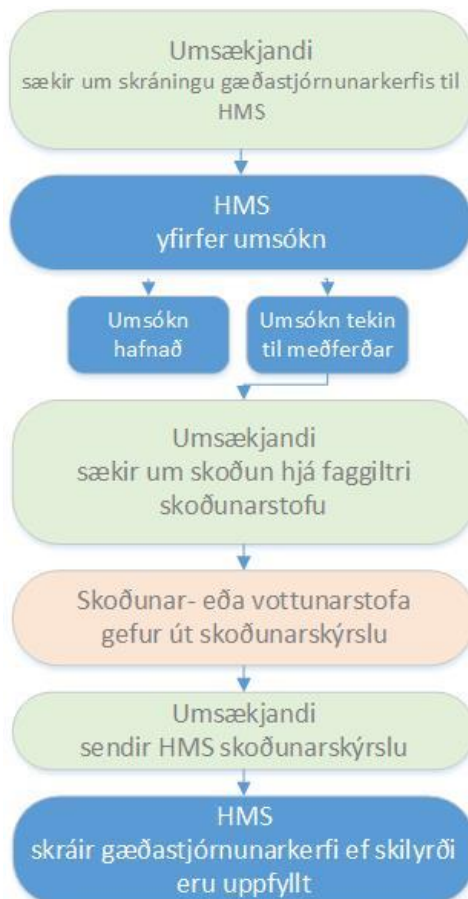 Umsækjandi
sækir um skráningu gæðastjórnunarkerfis til
HMS
HMS
yfirfer umsókn
Umsókn
hafnað
Umsókn tekin
til meðferðar
Umsækjandi
sækir um skoðun hjá faggiltri
skoðunarstofu
Skoðunar- eða vottunarstofa
gefur út skoðunarskýrslu
Umsækjandi
sendir HMS skoðunarskýrslu
HMS
skráir gæðastjórnunarkerfi ef skilyrði
eru uppfyllt